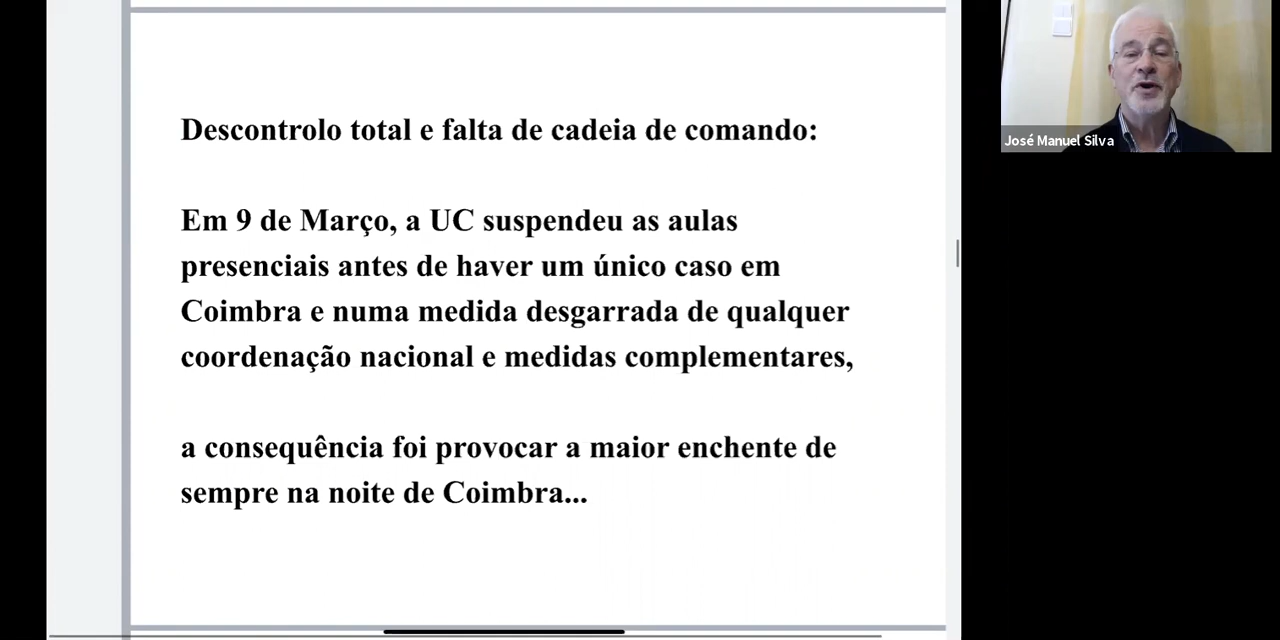 Descontrolo total e falta de cadeia de comando:
Em 9 de Março, a UC suspendeu as aulas
presenciais antes de haver um único caso em
Coimbra e numa medida desgarrada de qualquer
coordenação nacional e medidas complementares,
a consequência foi provocar a maior enchente de
sempre na noite de Coimbra...
José Manuel Silva